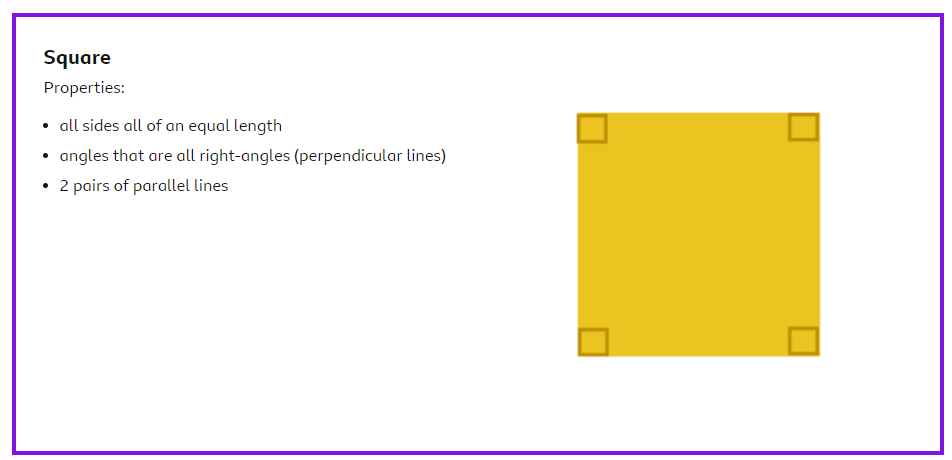 Square
Properties:
• all sides all of an equal length
• angles that are all right-angles (perpendicular lines)
• 2 pairs of parallel lines